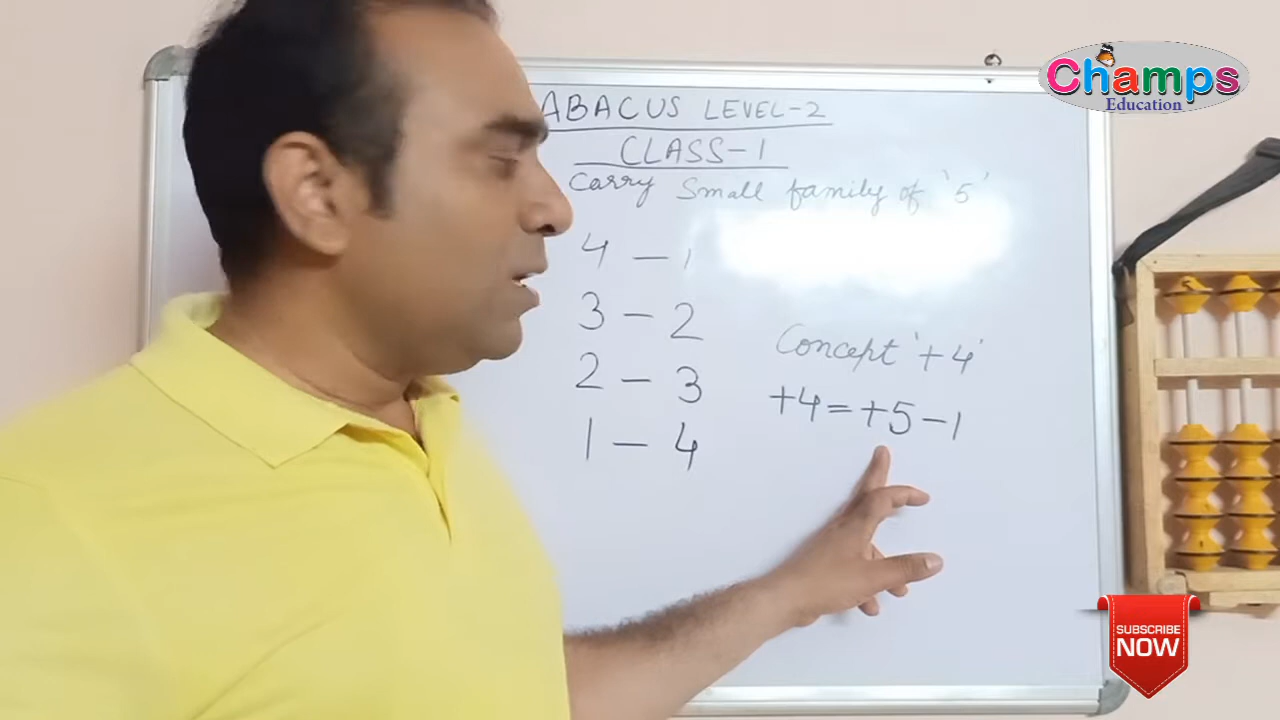 Champs
Education
ABACUS LEVEL-2
CLASS-1
Carry Small family of '5'
4 - 1
3 - 2
2 - 3
1 - 4
Concept '+4'
+4=+5-1
SUBSCRIBE
NOW